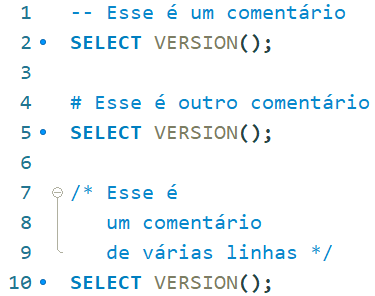 1 -- Esse é um comentário
2 SELECT VERSION();
3
4 # Esse é outro comentário
5 SELECT VERSION();
6
7 /* Esse é
8 um comentário
9 de várias linhas */
10 SELECT VERSION();